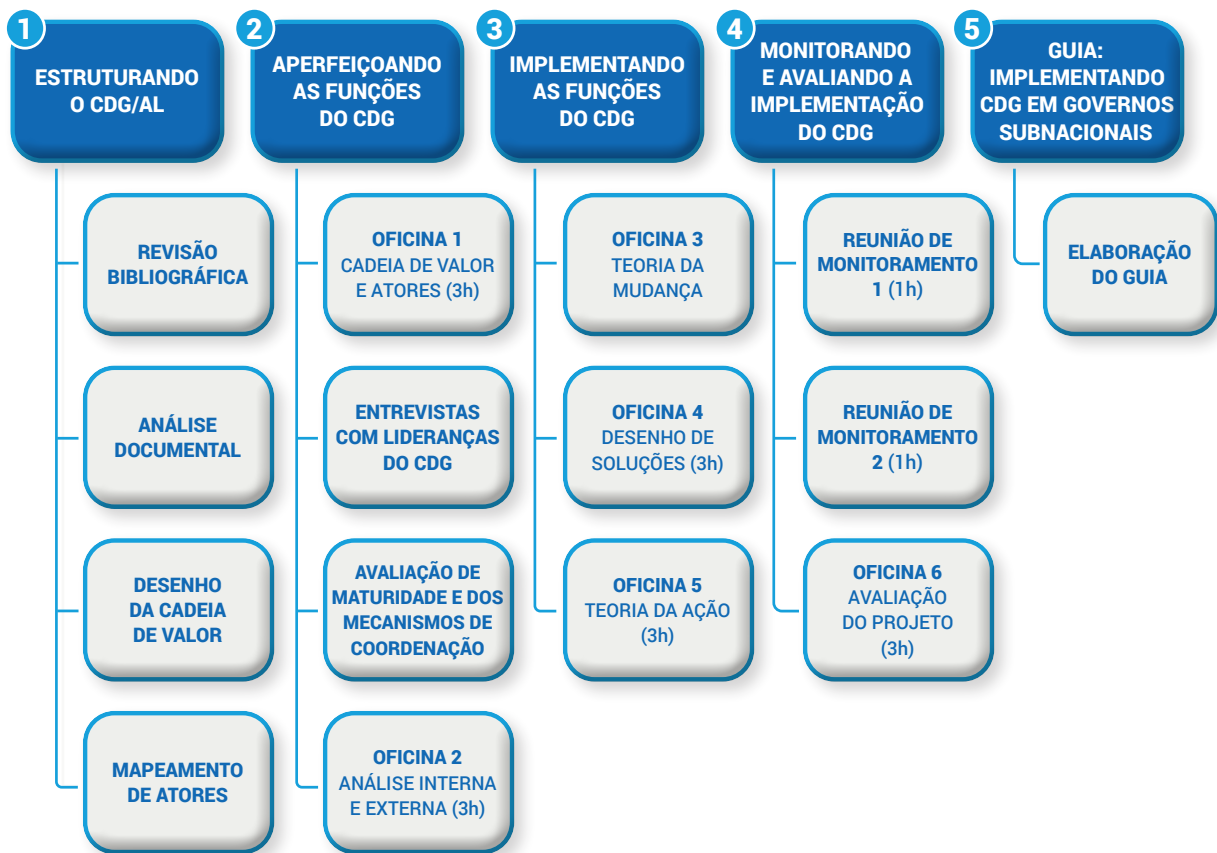 1
ESTRUTURANDO
O CDG/AL
REVISÃO
BIBLIOGRÁFICA
ANÁLISE
DOCUMENTAL
DESENHO
DA CADEIA
DE VALOR
MAPEAMENTO
DE ATORES
2
APERFEIÇOANDO
AS FUNÇÕES
DO CDG
OFICINA 1
CADEIA DE VALOR
E ATORES (3h)
ENTREVISTAS
COM LIDERANÇAS
DO CDG
AVALIAÇÃO DE
MATURIDADE E DOS
MECANISMOS DE
COORDENAÇÃO
OFICINA 2
ANÁLISE INTERNA
E EXTERNA (3h)
3
IMPLEMENTANDO
AS FUNÇÕES
DO CDG
OFICINA 3
TEORIA DA
MUDANÇA
OFICINA 4
DESENHO DE
SOLUÇÕES (3h)
OFICINA 5
TEORIA DA AÇÃO
(3h)
4
MONITORANDO
E AVALIANDO A
IMPLEMENTAÇÃO
DO CDG
REUNIÃO DE
MONITORAMENTO
1 (1h)
REUNIÃO DE
MONITORAMENTO
2 (1h)
OFICINA 6
AVALIAÇÃO
DO PROJETO
(3h)
5
GUIA:
IMPLEMENTANDO
CDG EM GOVERNOS
SUBNACIONAIS
ELABORAÇÃO
DO GUIA